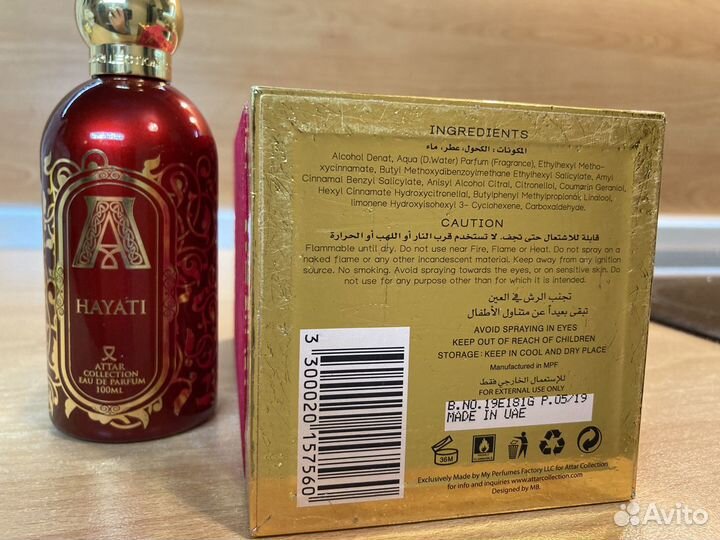 COLLECTION
HAYATI
ATTAR
COLLECTION
EAU DE PARFUM
100ML
INGREDIENTS
المكونات: الكحول، عطر، ماء
Alcohol Denat, Aqua (D.Water) Parfum (Fragrance), Ethylhexyl Metho-
xycinnamate, Butyl Methoxydibenzoylmethane Ethylhexyl Salicylate, Amyl
Cinnamal Benzyl Salicylate, Anisyl Alcohol Citral, Citronellol, Coumarin Geraniol,
Hexyl Cinnamate Hydroxycitronellal, Butylphenyl Methylpropional, Linalool,
limonene Hydroxyisohexyl 3- Cyclohexene, Carboxaldehyde.
CAUTION
قابلة للاشتعال حتى تجف. لا تستخدم قرب النار أو اللهب أو الحرارة
Flammable until dry. Do not use near Fire, Flame or Heat. Do not spray on a
naked flame or any other incandescent material. Keep away from any ignition
source. No smoking. Avoid spraying towards the eyes, or on sensitive skin. Do
not use for any purpose other than for which it is intended.
تجنب الرش في العين
تبقى بعيداً عن متناول الأطفال
AVOID SPRAYING IN EYES
KEEP OUT OF REACH OF CHILDREN
STORAGE: KEEP IN COOL AND DRY PLACE
Manufactured in MPF
للإستعمال الخارجي فقط
FOR EXTERNAL USE ONLY
B.NO.19E181G P.05/19
MADE IN UAE
3 300020 157560
36M
Exclusively Made by My Perfumes Factory LLC for Attar Collection
for info and inquiries www.attarcollection.com
Designed by MB.
Avito